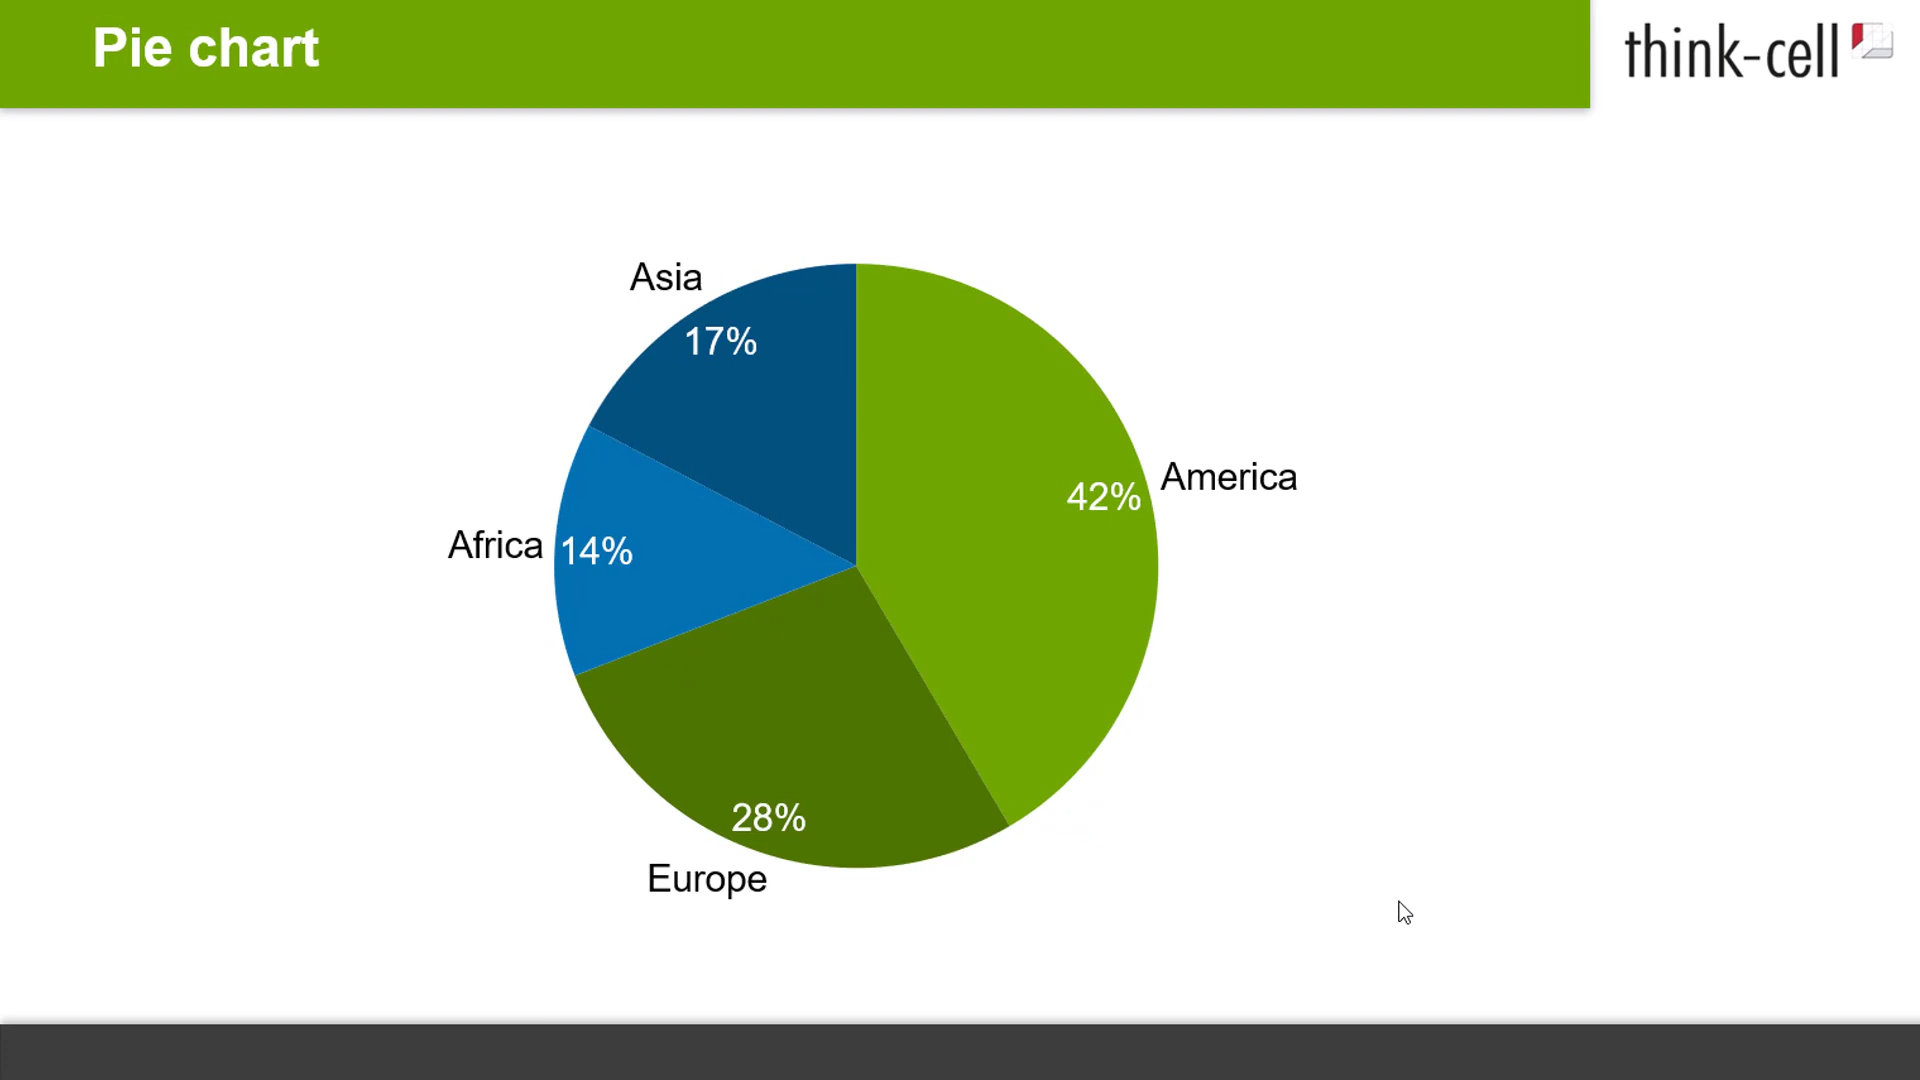 Pie chart
think-cell
Asia
17%
42%
America
Africa
14%
28%
Europe